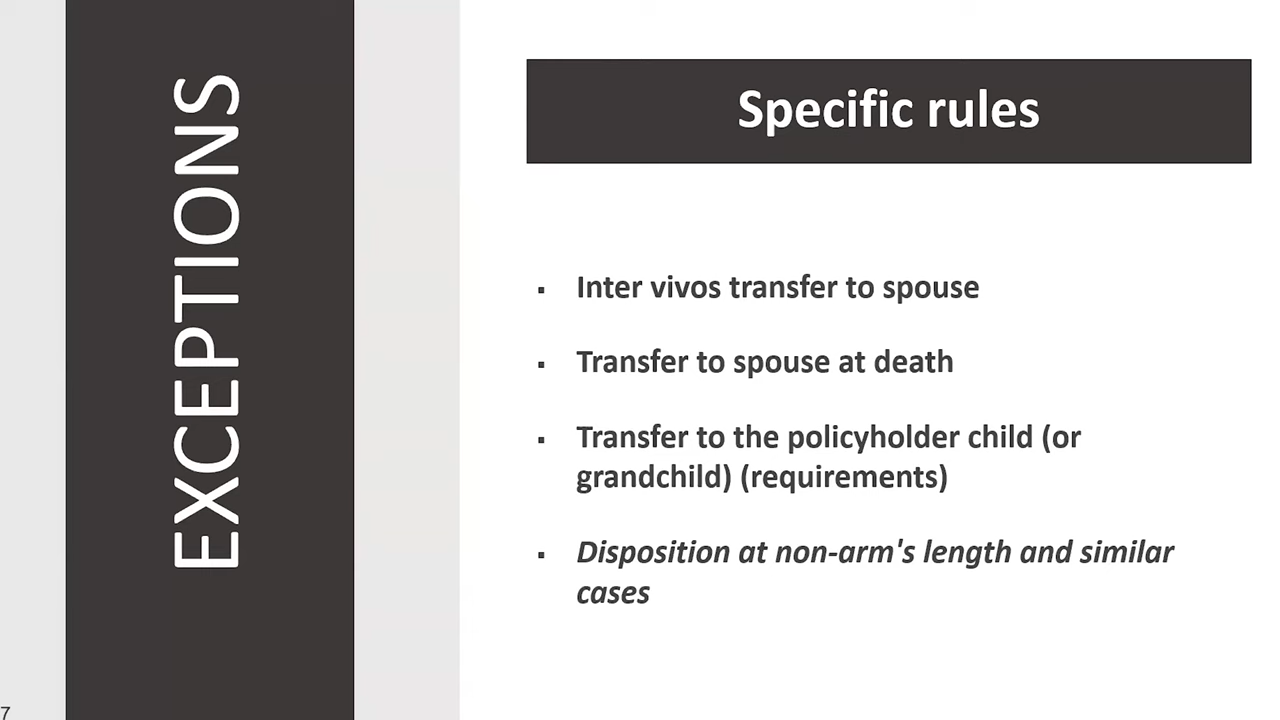 EXCEPTIONS
Specific rules
▪ Inter vivos transfer to spouse
▪ Transfer to spouse at death
▪ Transfer to the policyholder child (or
grandchild) (requirements)
▪ Disposition at non-arm's length and similar
cases
7